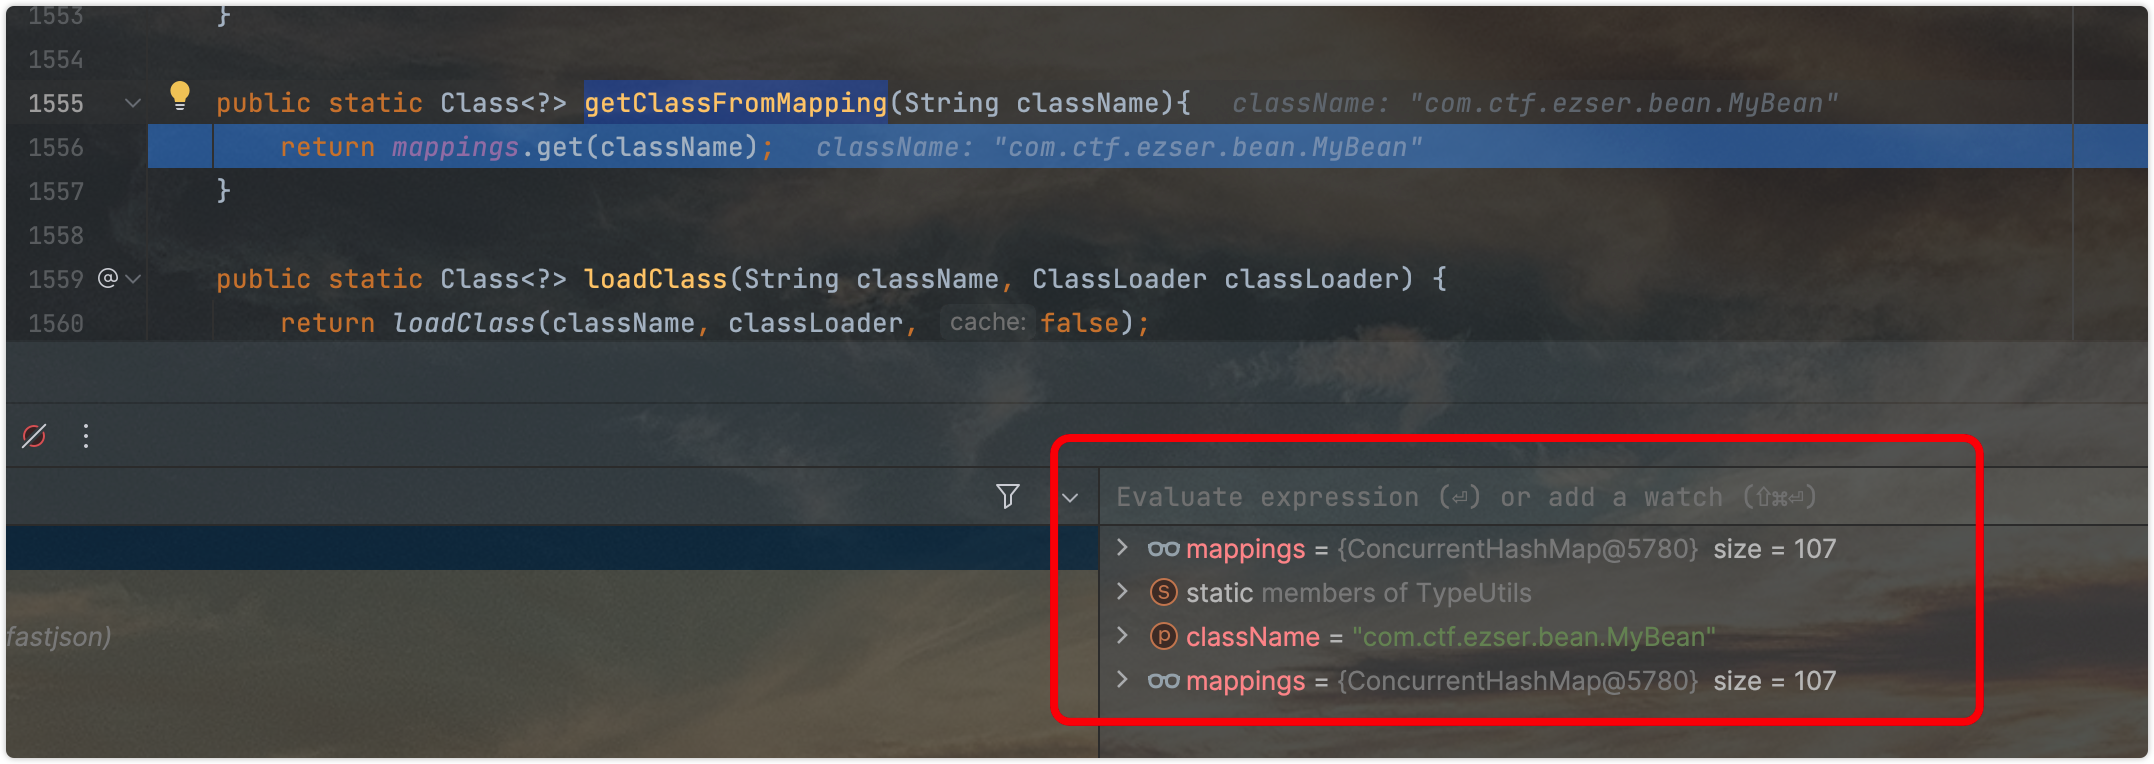 1553 }
1554
1555 public static Class<?> getClassFromMapping(String className){ className: "com.ctf.ezser.bean.MyBean"
1556 return mappings.get(className); className: "com.ctf.ezser.bean.MyBean"
1557 }
1558
1559 @ public static Class<?> loadClass(String className, ClassLoader classLoader) {
1560 return loadClass(className, classLoader, cache: false);
Evaluate expression (⏎) or add a watch (⇧⌘⏎)
mappings = {ConcurrentHashMap@5780} size = 107
S static members of TypeUtils
fastjson)
p className = "com.ctf.ezser.bean.MyBean"
mappings = {ConcurrentHashMap@5780} size = 107